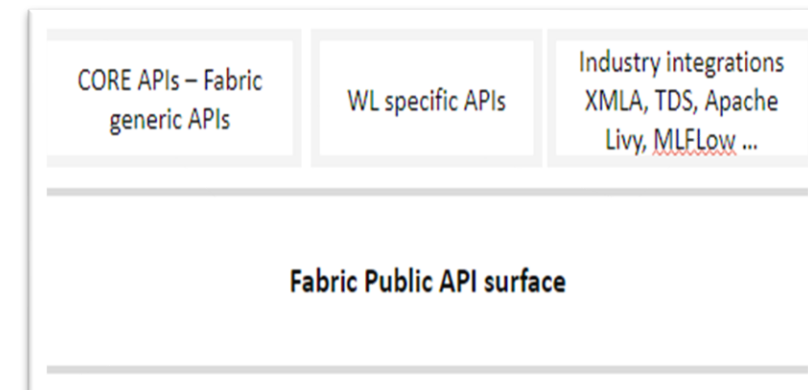 CORE APIs – Fabric
generic APIs
WL specific APIs
Industry integrations
XMLA, TDS, Apache
Livy, MLFLow ...
Fabric Public API surface